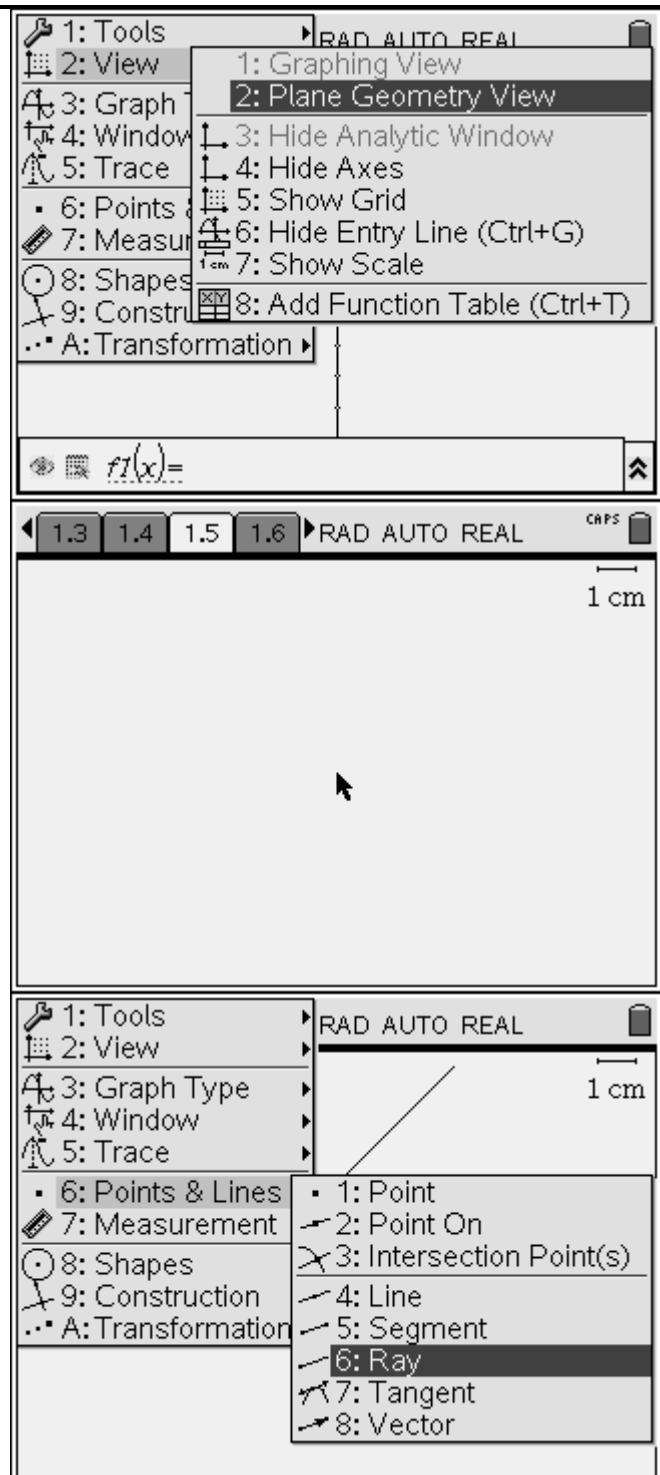 1: Tools
RAD AUTO REAL
2: View
1: Graphing View
3: Graph T
2: Plane Geometry View
4: Window
3: Hide Analytic Window
5: Trace
4: Hide Axes
5: Show Grid
6: Points &
6: Hide Entry Line (Ctrl+G)
7: Measur
7: Show Scale
1 cm
8: Shapes
8: Add Function Table (Ctrl+T)
9: Constru
A: Transformation
f1(x)=
1.3 1.4 1.5 1.6 RAD AUTO REAL CAPS
1 cm
1: Tools
RAD AUTO REAL
2: View
3: Graph Type
1 cm
4: Window
5: Trace
6: Points & Lines
1: Point
7: Measurement
2: Point On
8: Shapes
3: Intersection Point(s)
9: Construction
4: Line
A: Transformation
5: Segment
6: Ray
7: Tangent
8: Vector